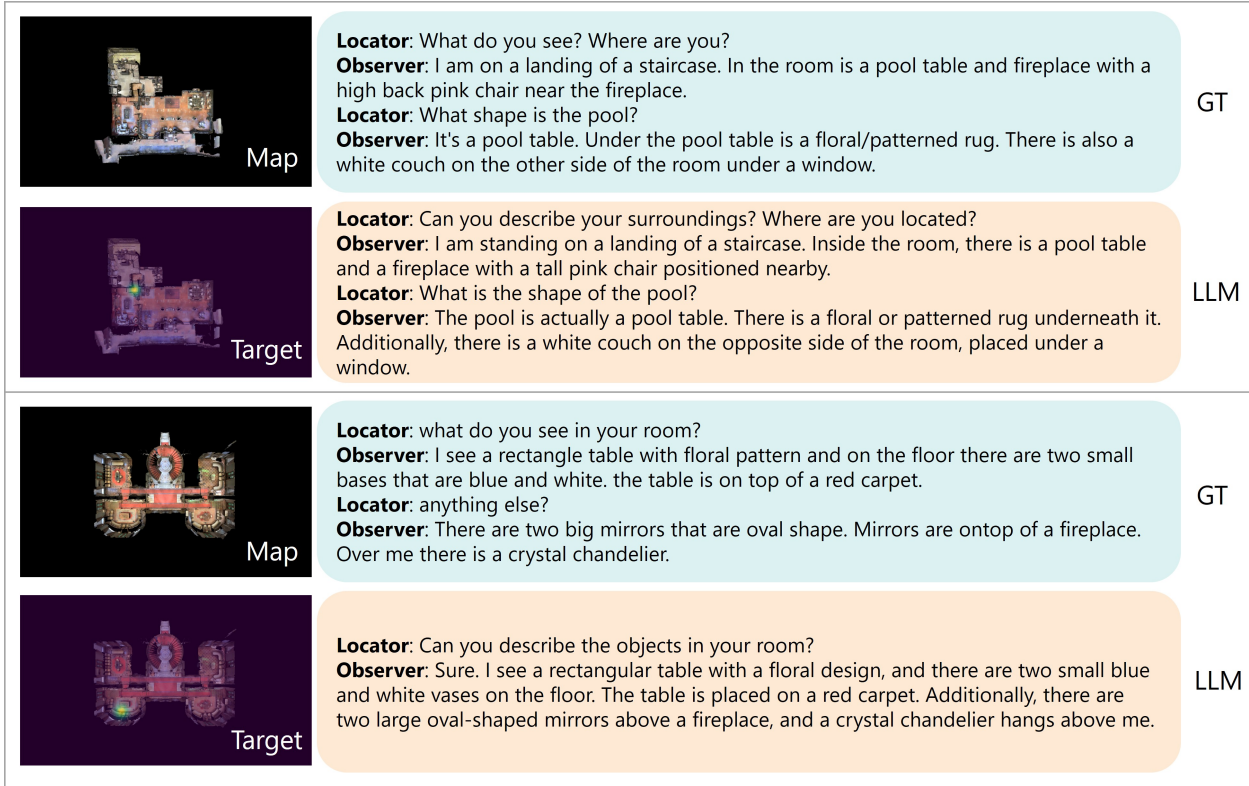 Map
Locator: What do you see? Where are you?
Observer: I am on a landing of a staircase. In the room is a pool table and fireplace with a
high back pink chair near the fireplace.
Locator: What shape is the pool?
Observer: It's a pool table. Under the pool table is a floral/patterned rug. There is also a
white couch on the other side of the room under a window.
GT
Target
Locator: Can you describe your surroundings? Where are you located?
Observer: I am standing on a landing of a staircase. Inside the room, there is a pool table
and a fireplace with a tall pink chair positioned nearby.
Locator: What is the shape of the pool?
Observer: The pool is actually a pool table. There is a floral or patterned rug underneath it.
Additionally, there is a white couch on the opposite side of the room, placed under a
window.
LLM
Map
Locator: what do you see in your room?
Observer: I see a rectangle table with floral pattern and on the floor there are two small
bases that are blue and white. the table is on top of a red carpet.
Locator: anything else?
Observer: There are two big mirrors that are oval shape. Mirrors are ontop of a fireplace.
Over me there is a crystal chandelier.
GT
Target
Locator: Can you describe the objects in your room?
Observer: Sure. I see a rectangular table with a floral design, and there are two small blue
and white vases on the floor. The table is placed on a red carpet. Additionally, there are
two large oval-shaped mirrors above a fireplace, and a crystal chandelier hangs above me.
LLM